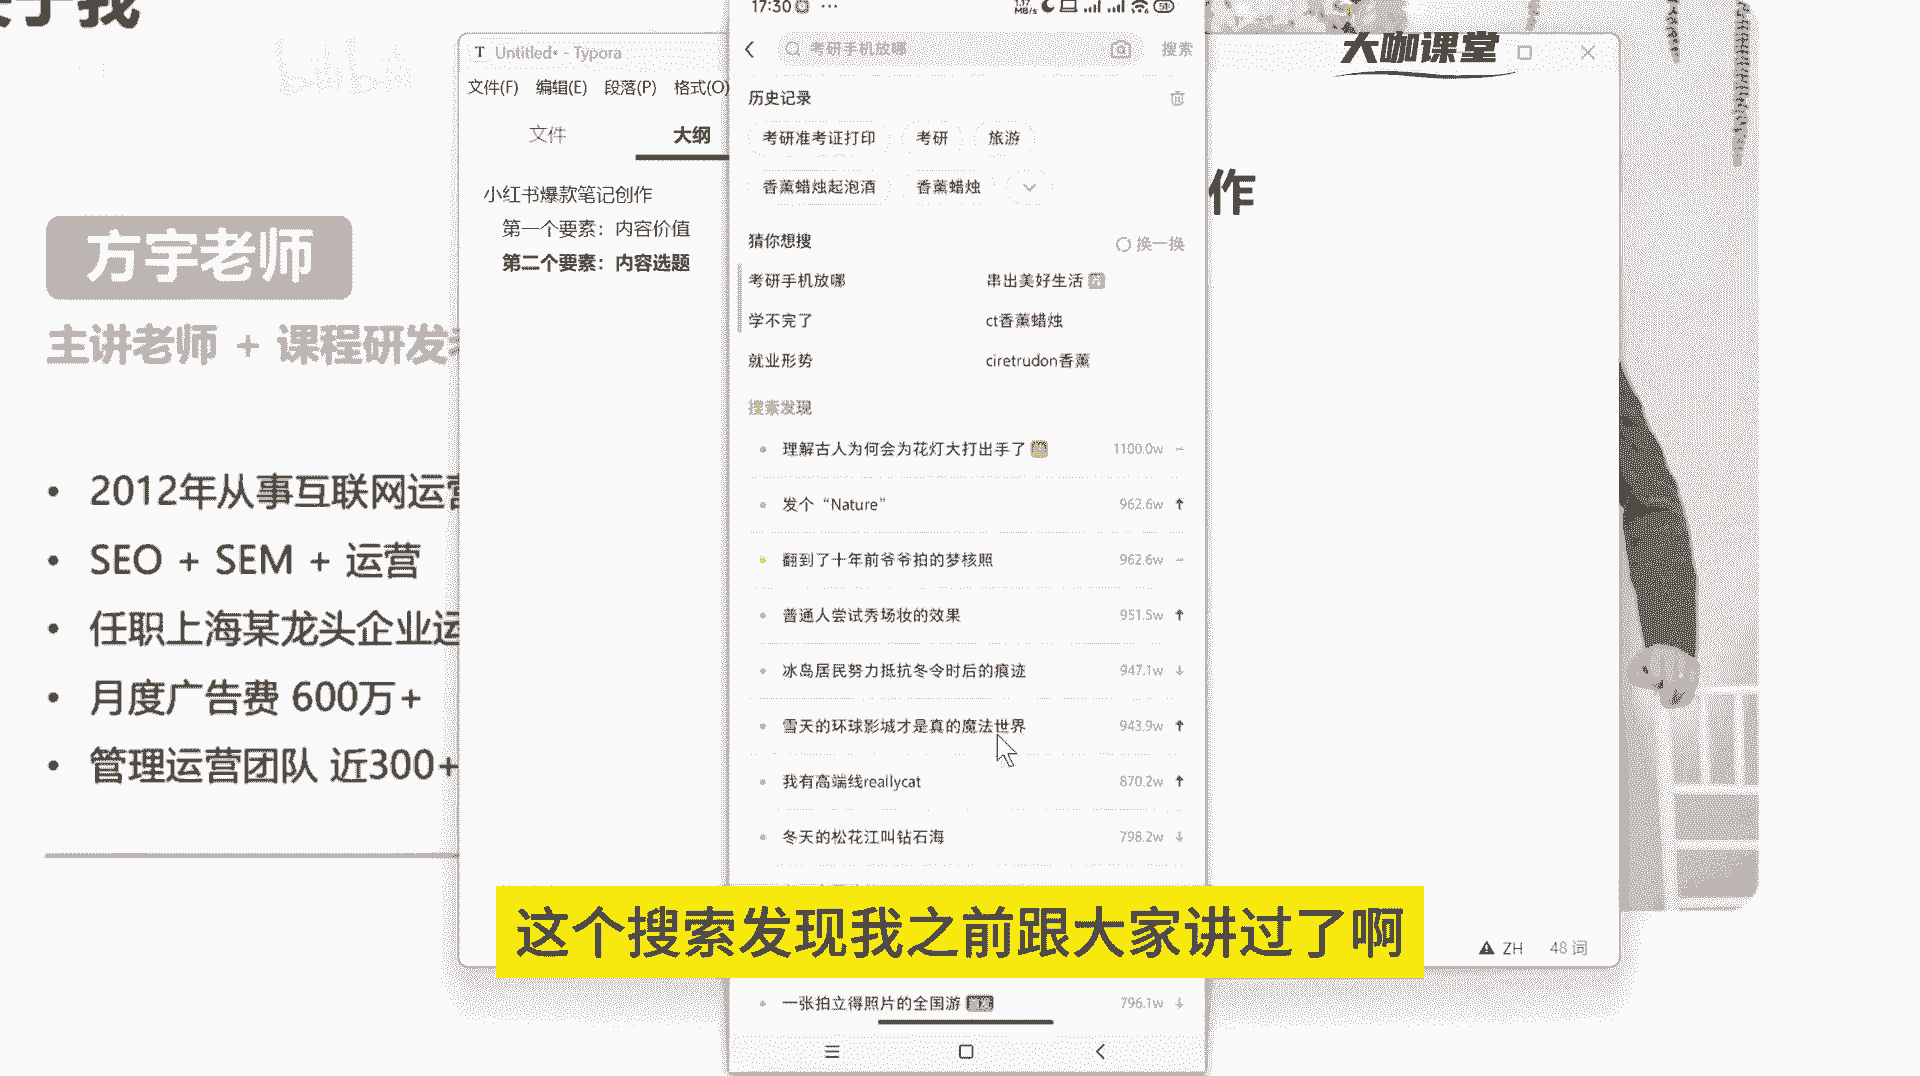 关于我
bilibili
方宇老师
主讲老师 + 课程研发
• 2012年从事互联网运营
• SEO + SEM + 运营
• 任职上海某龙头企业运
• 月度广告费 600万+
• 管理运营团队 近300+
T Untitled• - Typora
文件(F) 编辑(E) 段落(P) 格式(O)
文件 大纲
小红书爆款笔记创作
第一个要素：内容价值
第二个要素：内容选题
作
大咖课堂
17:30 ···
考研手机放哪 搜索
历史记录
考研准考证打印 考研 旅游
香薰蜡烛起泡酒 香薰蜡烛
猜你想搜 换一换
考研手机放哪 串出美好生活
学不完了 ct香薰蜡烛
就业形势 ciretrudon香薰
搜索发现
理解古人为何会为花灯大打出手了 1100.0w
发个“Nature” 962.6w
翻到了十年前爷爷拍的梦核照 962.6w
普通人尝试秀场妆的效果 951.5w
冰岛居民努力抵抗冬令时后的痕迹 947.1w
雪天的环球影城才是真的魔法世界 943.9w
我有高端线reallycat 870.2w
冬天的松花江叫钻石海 798.2w
这个搜索发现我之前跟大家讲过了啊
一张拍立得照片的全国游 796.1w
ZH 48 词